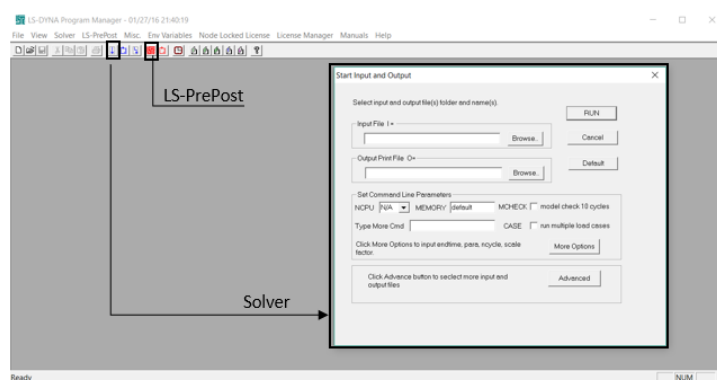 LS-DYNA Program Manager - 01/27/16 21:40:19
File View Solver LS-PrePost Misc. Env Variables Node Locked License License Manager Manuals Help
LS-PrePost
Start Input and Output
Select input and output file(s) folder and name(s).
RUN
Input File I=
Browse..
Cancel
Output Print File O=
Browse..
Default
Set Command Line Parameters
NCPU N/A MEMORY default MCHECK model check 10 cycles
Type More Cmd CASE run multiple load cases
Click More Options to input endtime, para, ncycle, scale
factor.
More Options
Click Advance button to seclect more input and
output files
Advanced
Solver
Ready
NUM